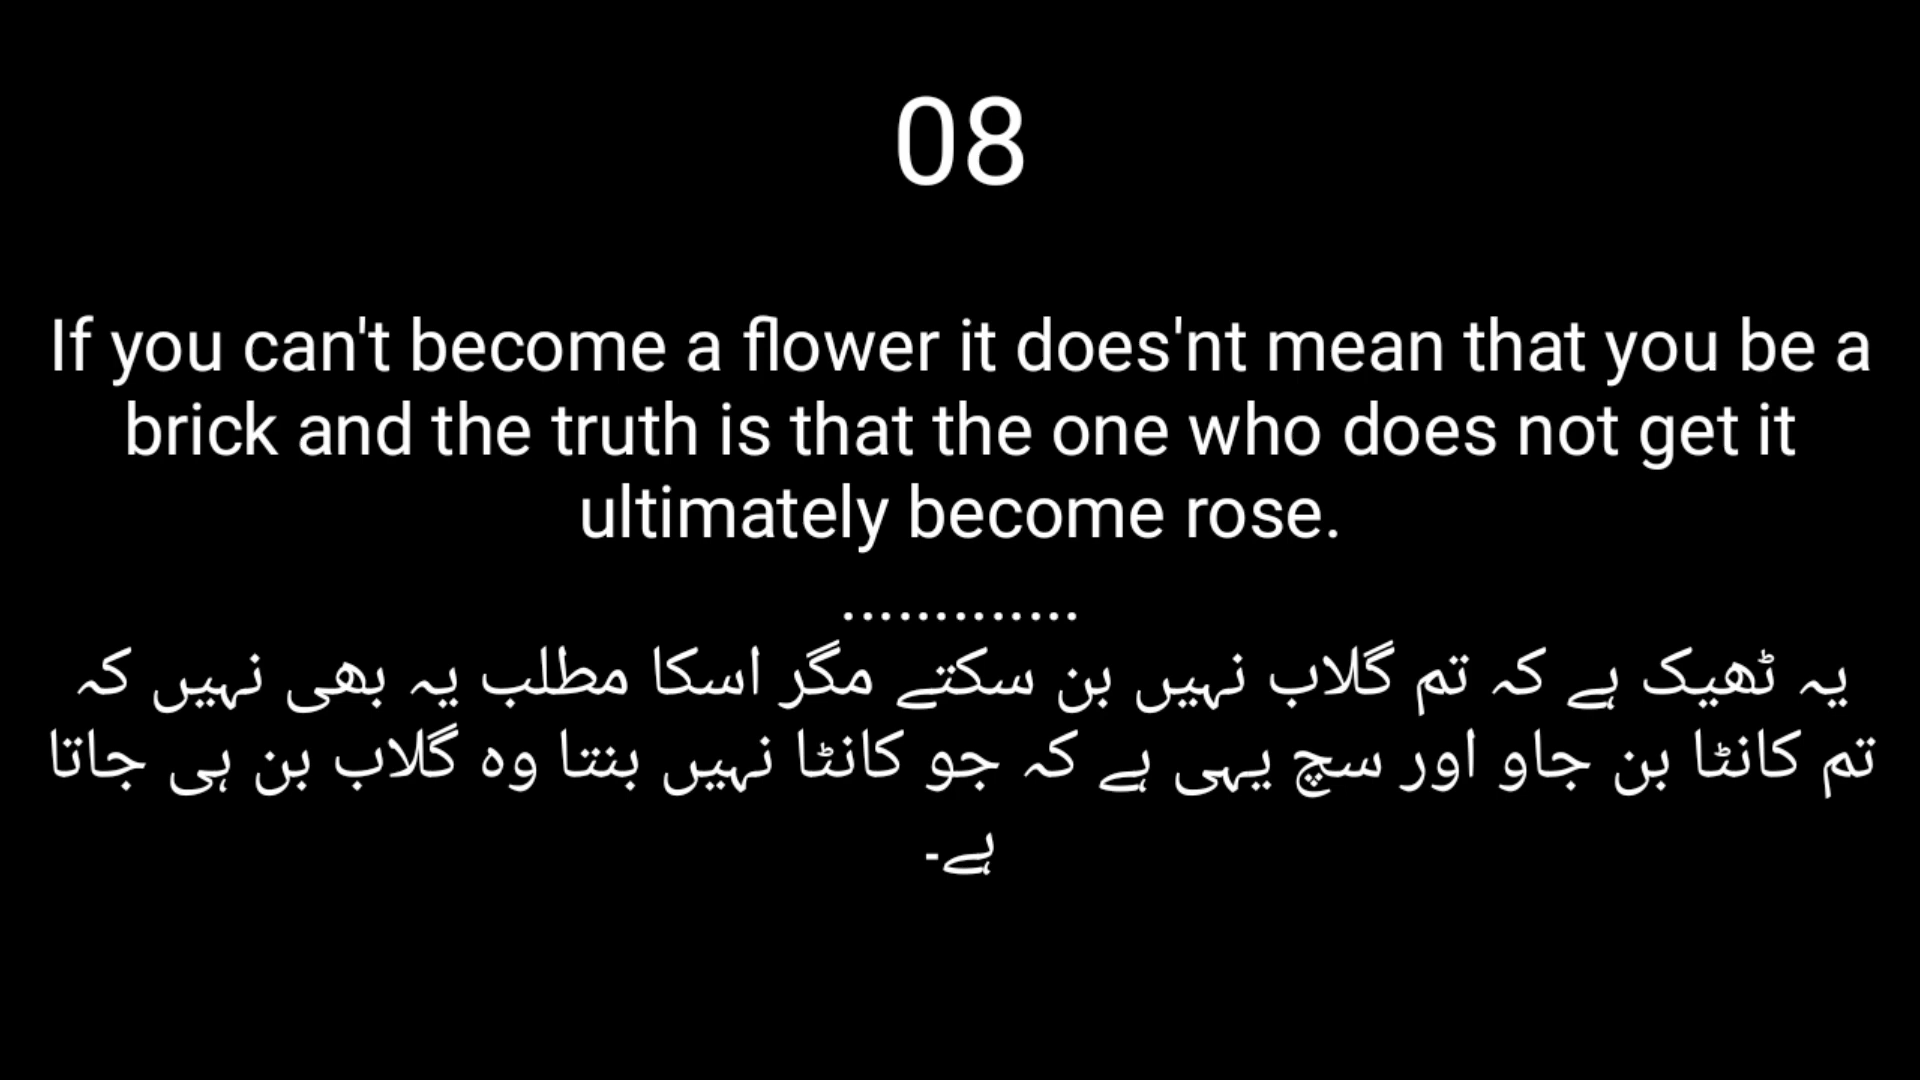 08
If you can't become a flower it does'nt mean that you be a
brick and the truth is that the one who does not get it
ultimately become rose.
.............
یہ ٹھیک ہے کہ تم گلاب نہیں بن سکتے مگر اسکا مطلب یہ بھی نہیں کہ
تم کانٹا بن جاو اور سچ یہی ہے کہ جو کانٹا نہیں بنتا وہ گلاب بن ہی جاتا
ہے۔